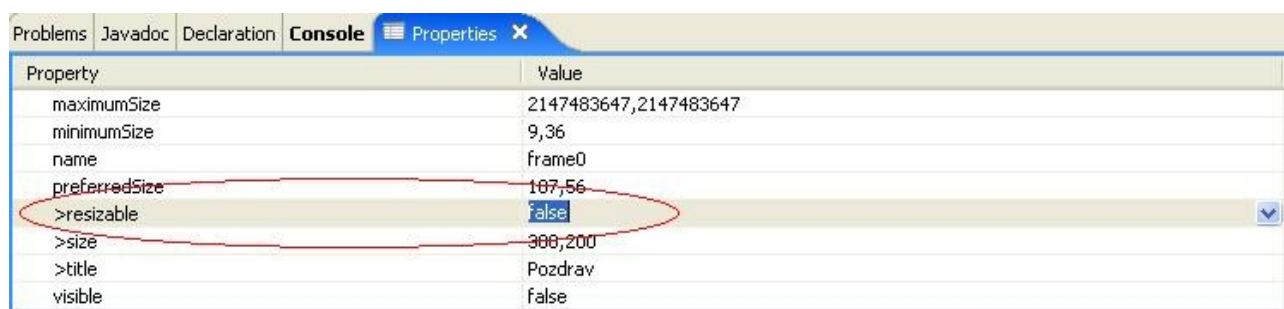 Problems Javadoc Declaration Console Properties
Property Value
maximumSize 2147483647,2147483647
minimumSize 9,36
name frame0
preferredSize 107,56
>resizable false
>size 300,200
>title Pozdrav
visible false